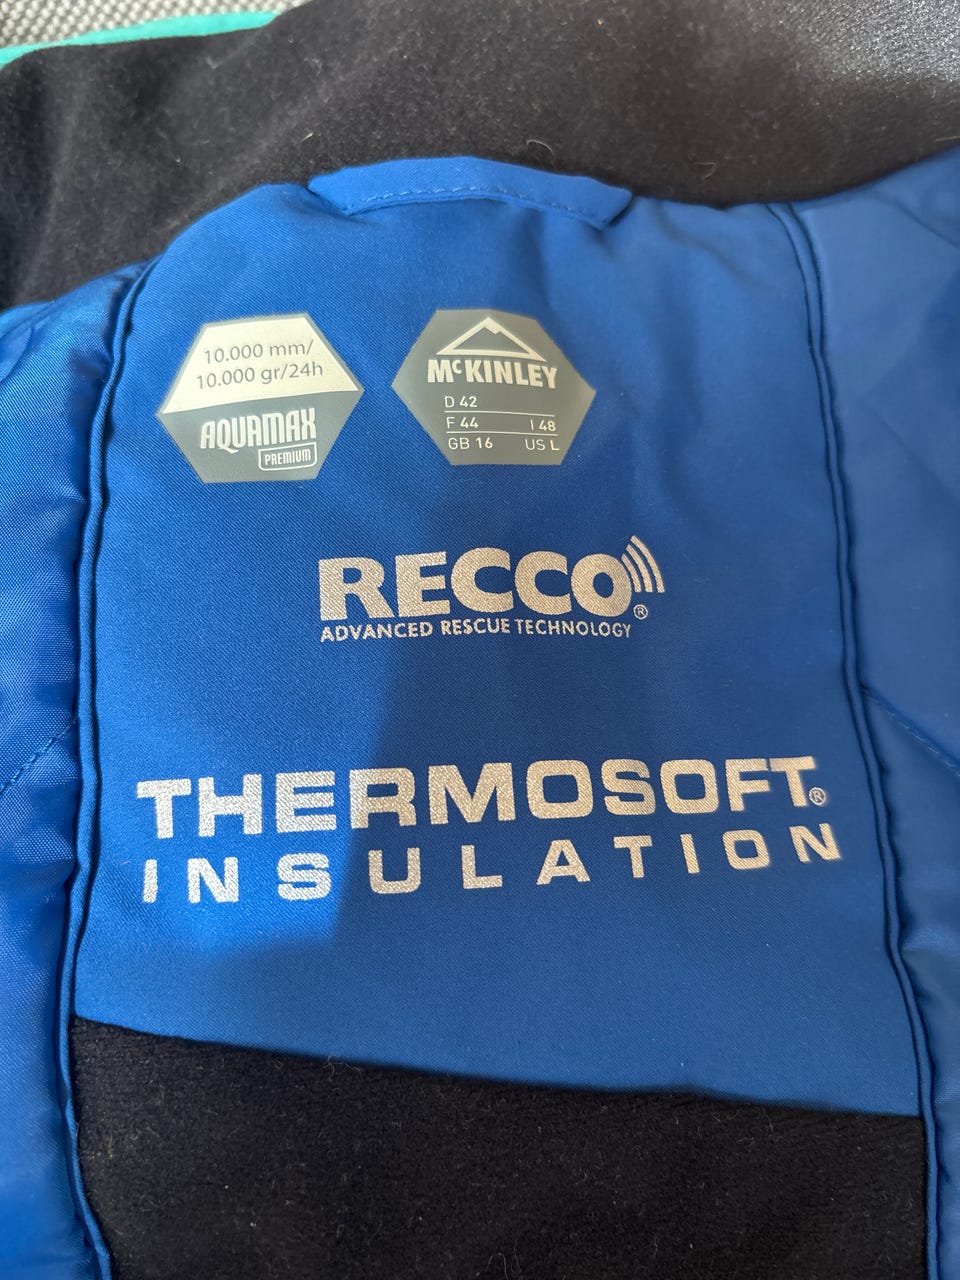 10.000 mm/
10.000 gr/24h
AQUAMAX
PREMIUM
McKINLEY
D 42
F 44 I 48
GB 16 US L
RECCO®
ADVANCED RESCUE TECHNOLOGY
THERMOSOFT®
INSULATION